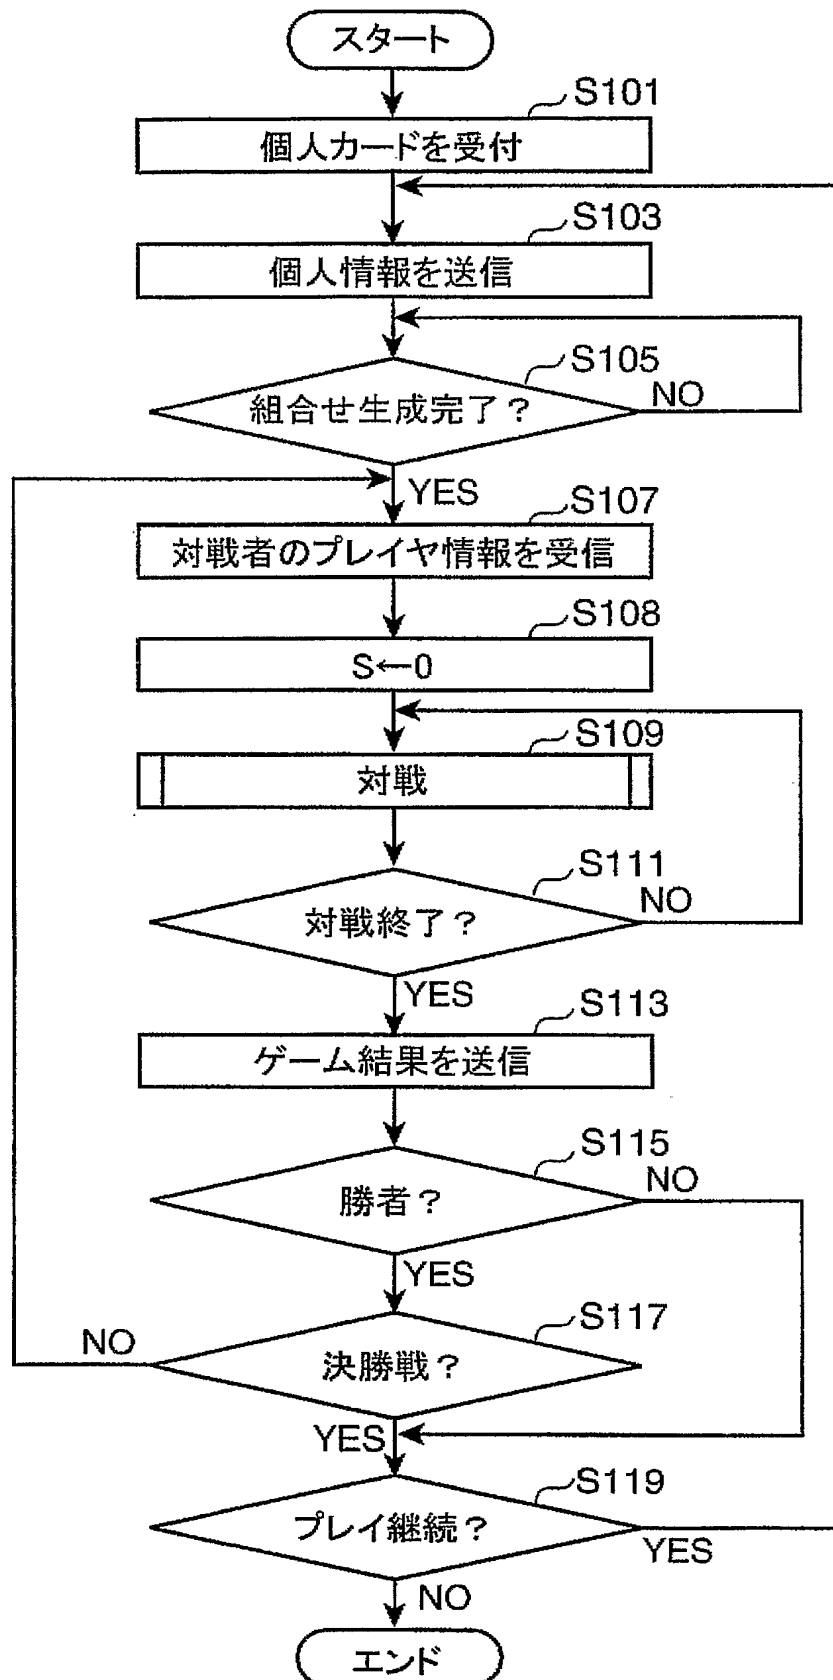 スタート
S101
個人カードを受付
S103
個人情報を送信
S105
組合せ生成完了？
NO
YES
S107
対戦者のプレイヤ情報を受信
S108
S←0
S109
対戦
S111
対戦終了？
NO
YES
S113
ゲーム結果を送信
S115
勝者？
NO
YES
S117
決勝戦？
NO
YES
S119
プレイ継続？
YES
NO
エンド